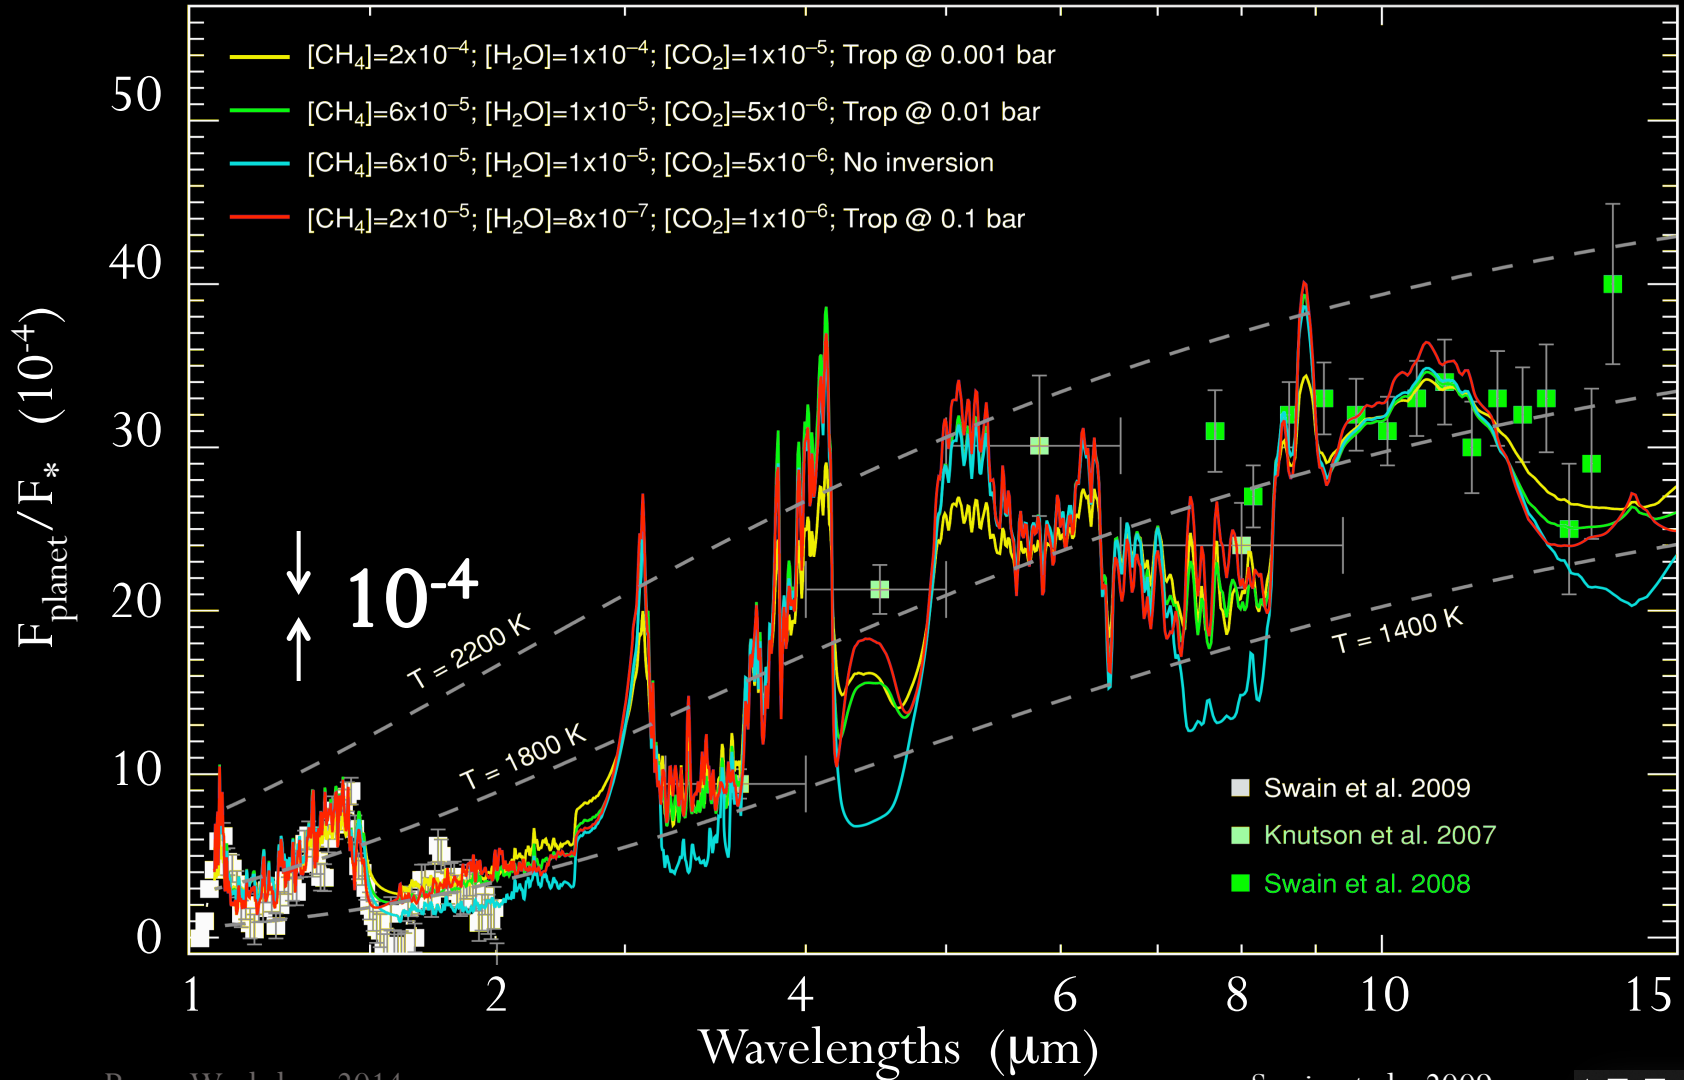 [CH₄]=2x10⁻⁴; [H₂O]=1x10⁻⁴; [CO₂]=1x10⁻⁵; Trop @ 0.001 bar
[CH₄]=6x10⁻⁵; [H₂O]=1x10⁻⁵; [CO₂]=5x10⁻⁶; Trop @ 0.01 bar
[CH₄]=6x10⁻⁵; [H₂O]=1x10⁻⁵; [CO₂]=5x10⁻⁶; No inversion
[CH₄]=2x10⁻⁵; [H₂O]=8x10⁻⁷; [CO₂]=1x10⁻⁶; Trop @ 0.1 bar
50
40
30
20
10
0
F_planet/F_* (10⁻⁴)
10⁻⁴
T = 2200 K
T = 1800 K
T = 1400 K
Swain et al. 2009
Knutson et al. 2007
Swain et al. 2008
1 2 4 6 8 10 15
Wavelengths (μm)